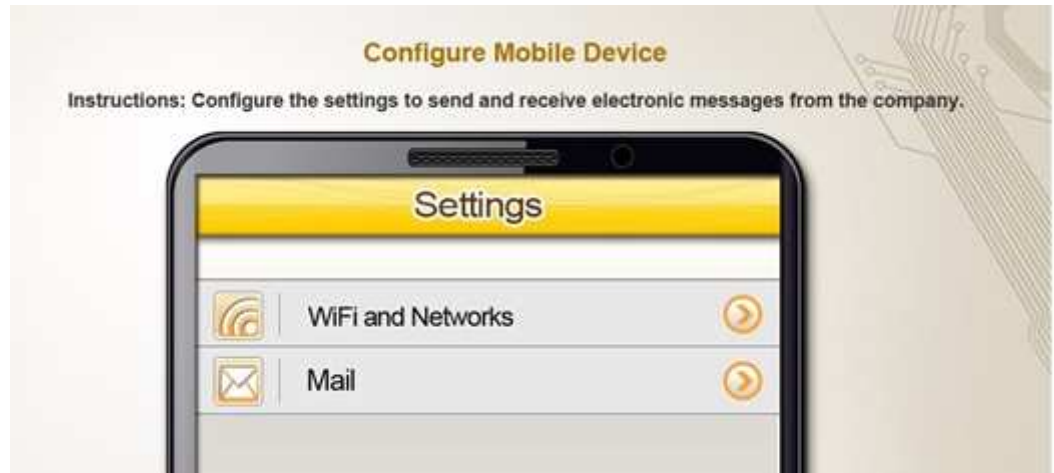 Configure Mobile Device
Instructions: Configure the settings to send and receive electronic messages from the company.
Settings
WiFi and Networks
Mail